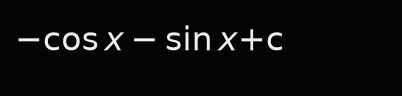 −cos x − sin x+c